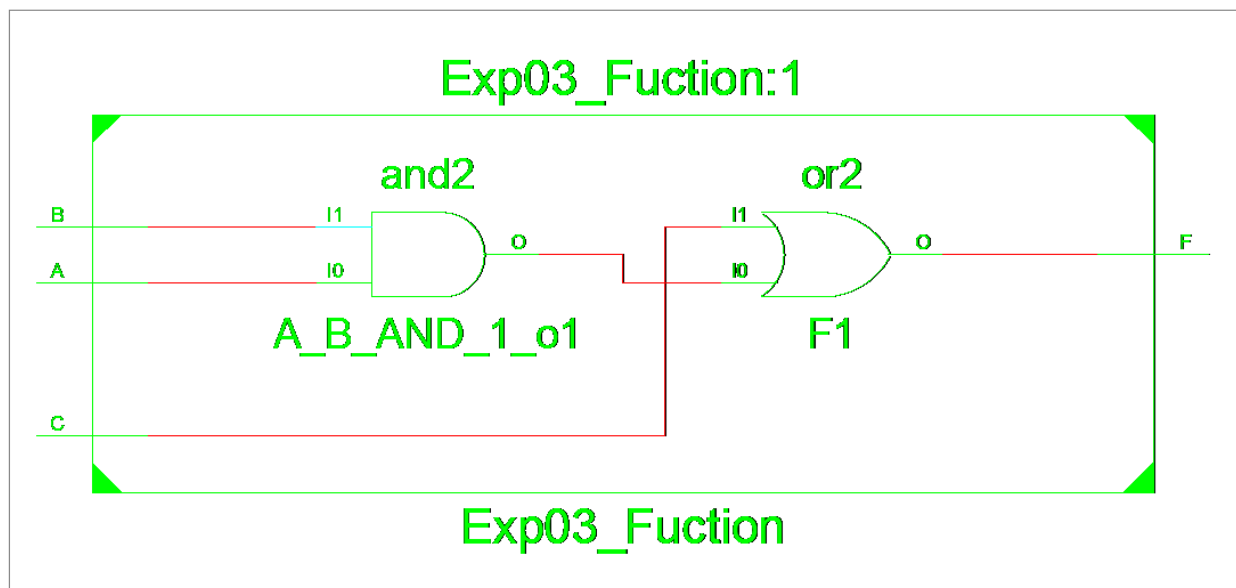 Exp03_Fuction:1
and2
or2
B
I1
O
I1
O
F
A
I0
I0
A_B_AND_1_o1
F1
C
Exp03_Fuction